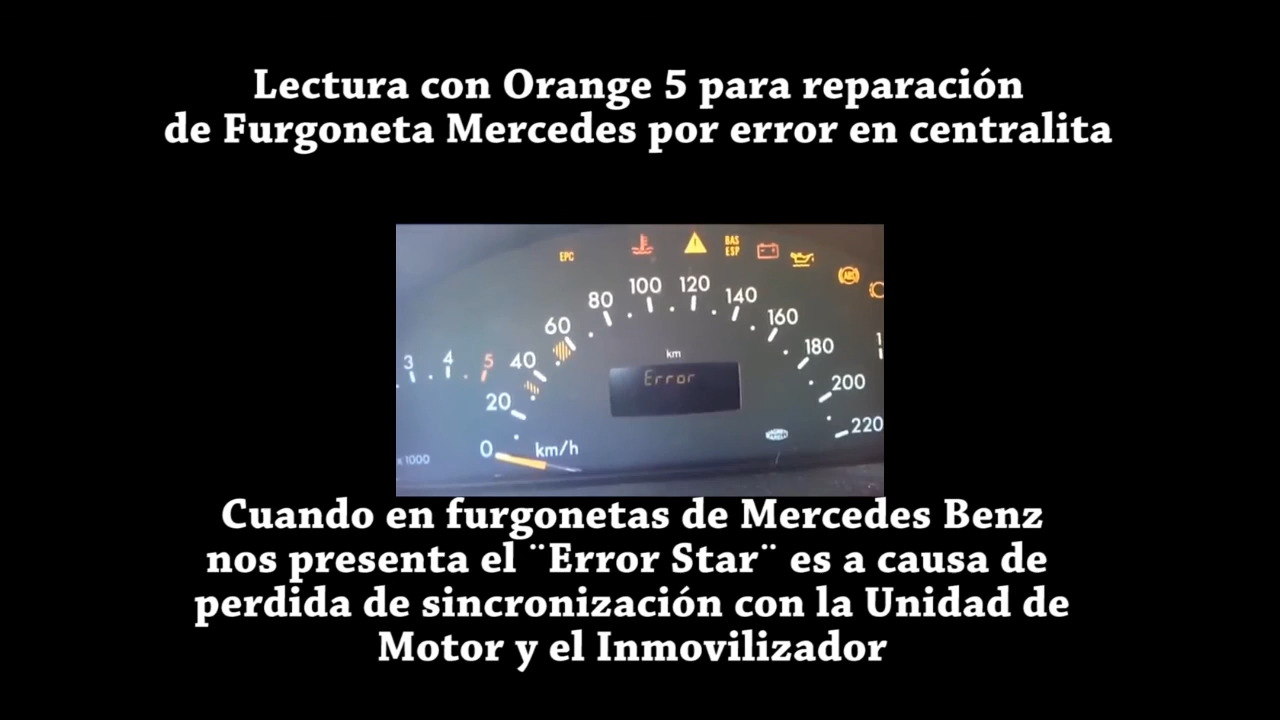 Lectura con Orange 5 para reparación
de Furgoneta Mercedes por error en centralita
EPC
BAS
ESP
ABS
100
120
80
140
60
160
3
4
5
40
km
180
Error
20
200
220
0
km/h
x 1000
1
Cuando en furgonetas de Mercedes Benz
nos presenta el ¨Error Star¨ es a causa de
perdida de sincronización con la Unidad de
Motor y el Inmovilizador